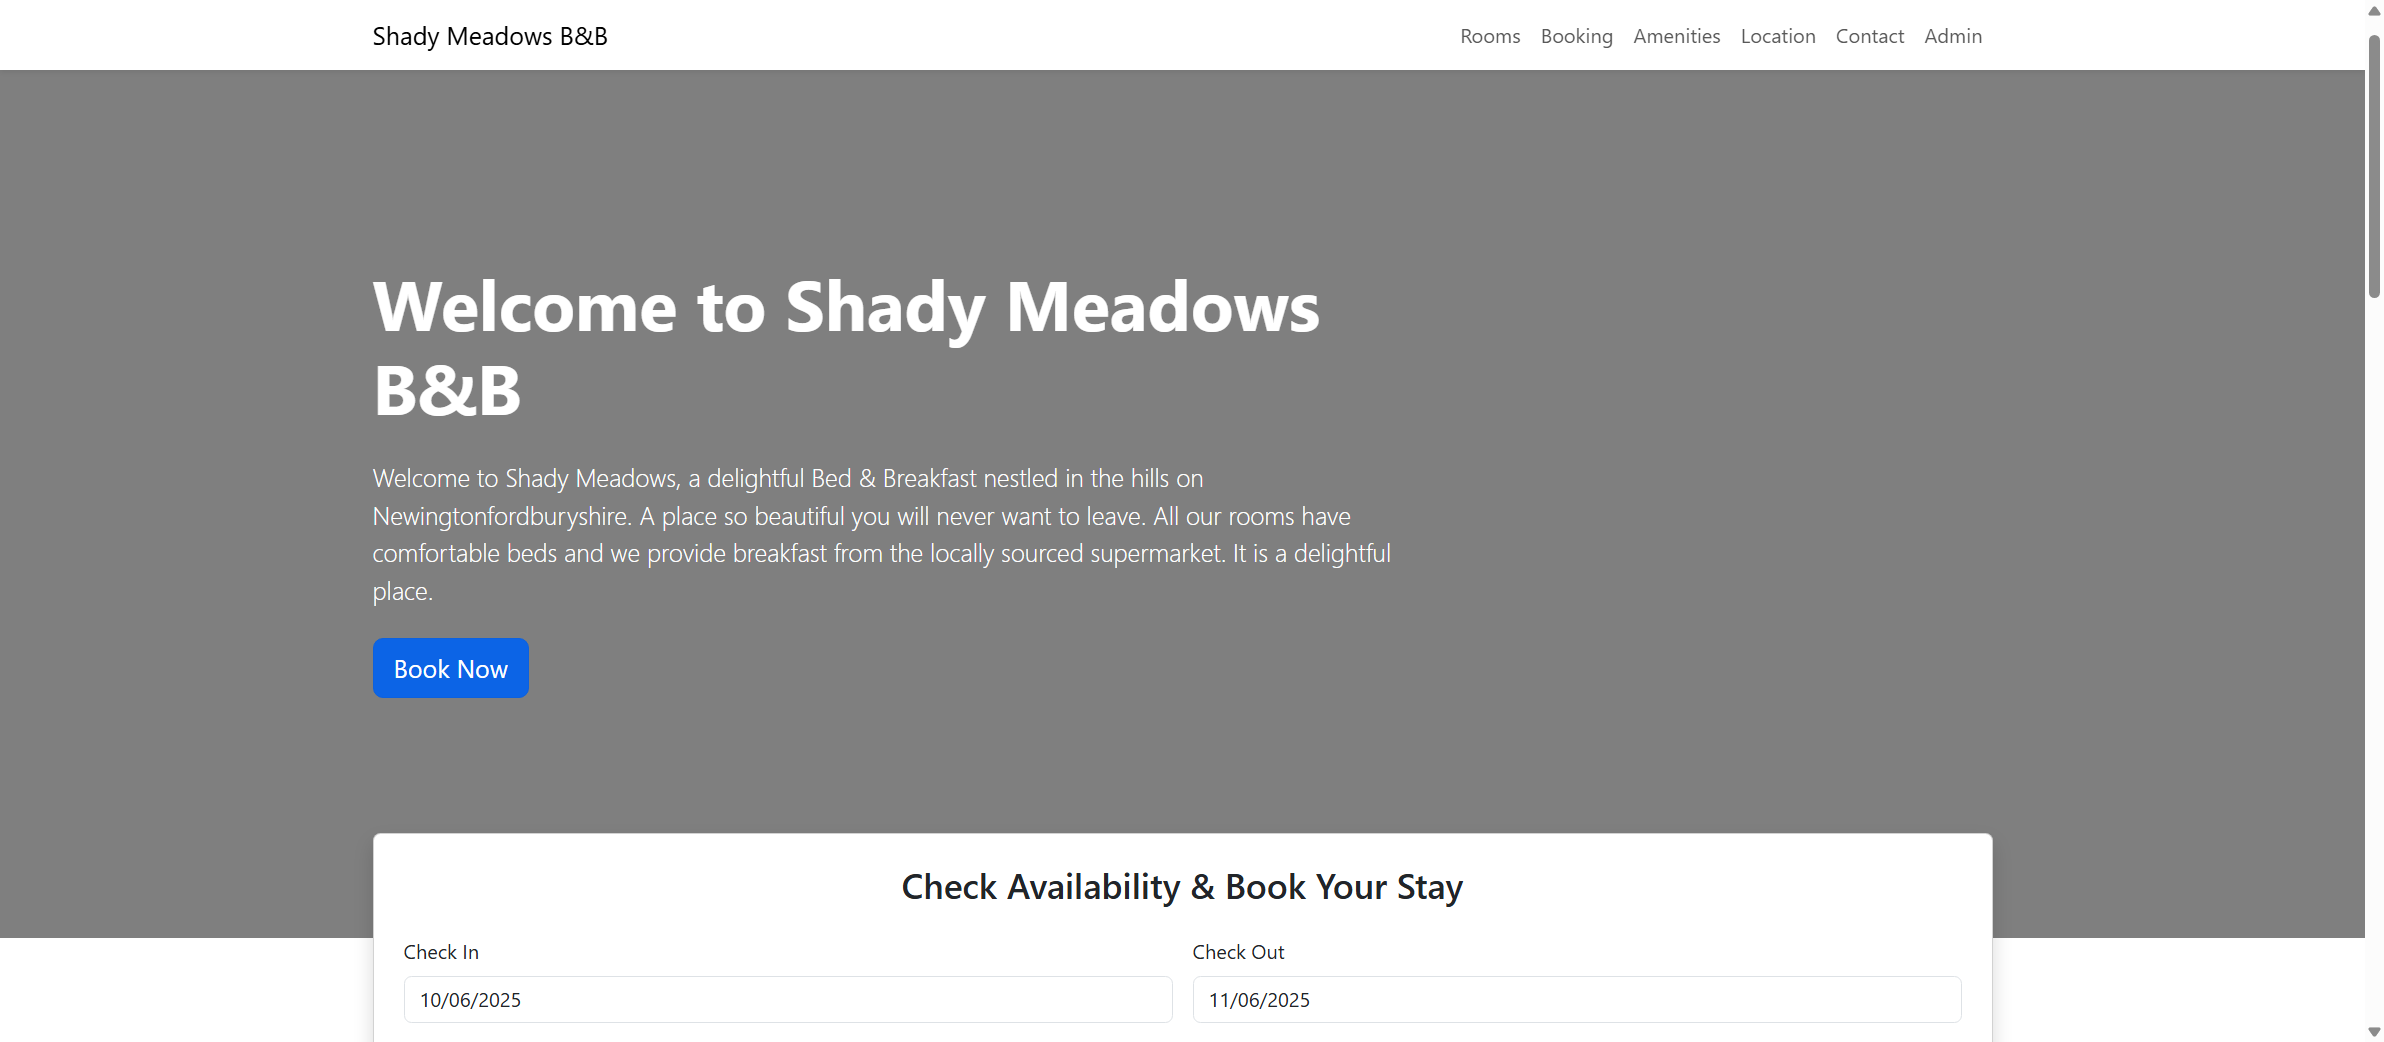 Shady Meadows B&B
Rooms Booking Amenities Location Contact Admin
Welcome to Shady Meadows
B&B
Welcome to Shady Meadows, a delightful Bed & Breakfast nestled in the hills on
Newingtonfordburyshire. A place so beautiful you will never want to leave. All our rooms have
comfortable beds and we provide breakfast from the locally sourced supermarket. It is a delightful
place.
Book Now
Check Availability & Book Your Stay
Check In
Check Out
10/06/2025
11/06/2025